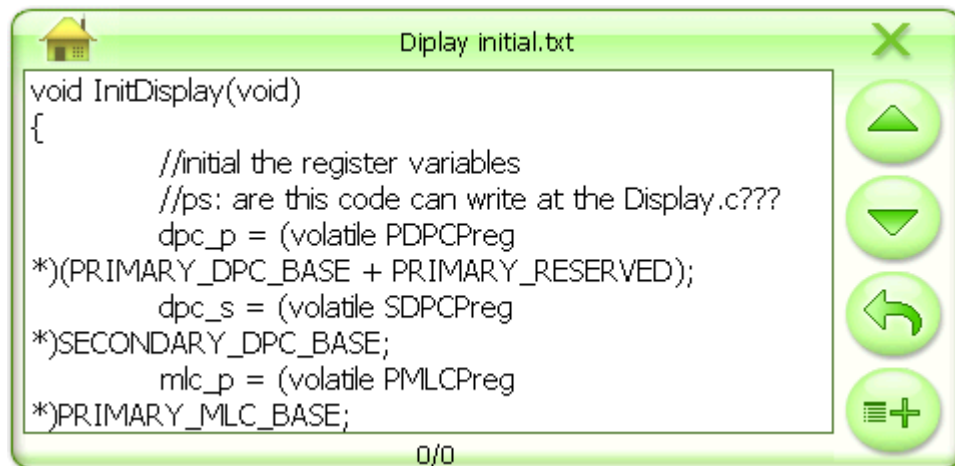 Diplay initial.txt
void InitDisplay(void)
{
//initial the register variables
//ps: are this code can write at the Display.c???
dpc_p = (volatile PDPCPreg
*)(PRIMARY_DPC_BASE + PRIMARY_RESERVED);
dpc_s = (volatile SDPCPreg
*)SECONDARY_DPC_BASE;
mlc_p = (volatile PMLCPreg
*)PRIMARY_MLC_BASE;
0/0